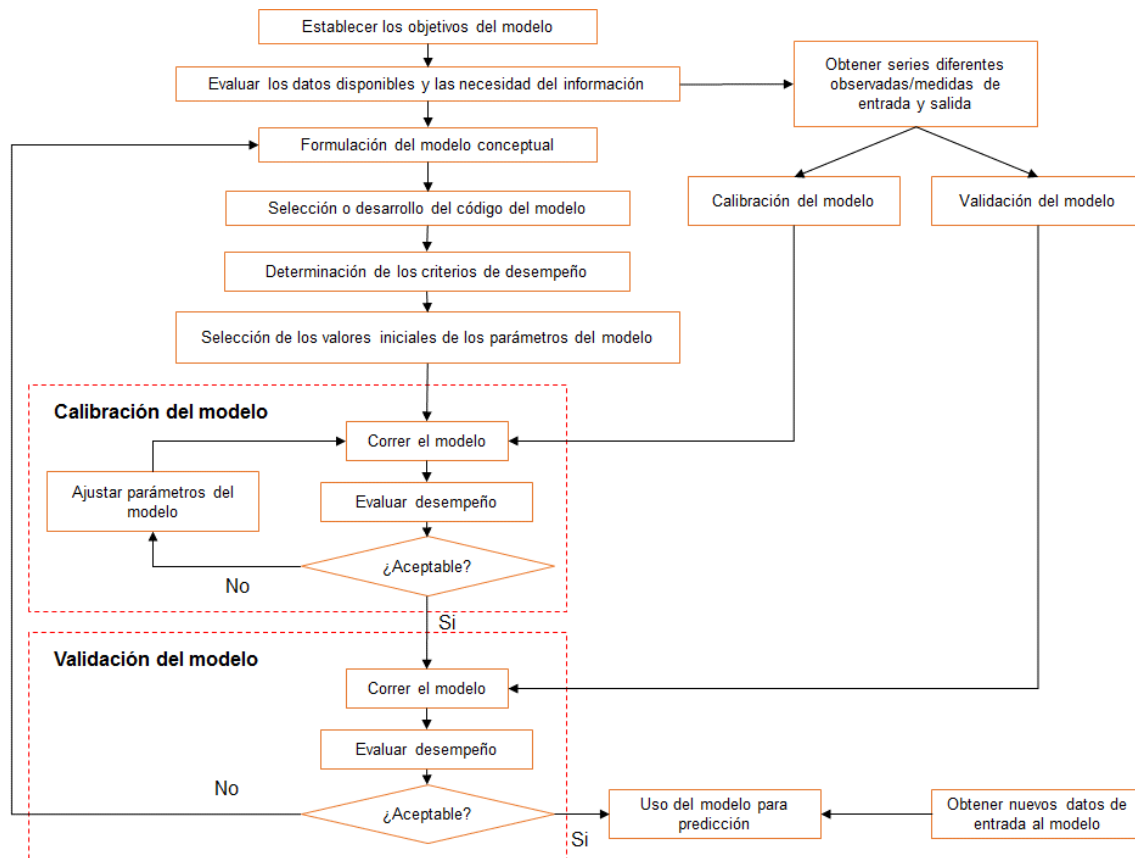 Establecer los objetivos del modelo
Evaluar los datos disponibles y las necesidad del información
Obtener series diferentes
observadas/medidas de
entrada y salida
Formulación del modelo conceptual
Selección o desarrollo del código del modelo
Calibración del modelo
Validación del modelo
Determinación de los criterios de desempeño
Selección de los valores iniciales de los parámetros del modelo
Calibración del modelo
Correr el modelo
Ajustar parámetros del
modelo
Evaluar desempeño
¿Aceptable?
No
Si
Validación del modelo
Correr el modelo
Evaluar desempeño
No
¿Aceptable?
Si
Uso del modelo para
predicción
Obtener nuevos datos de
entrada al modelo